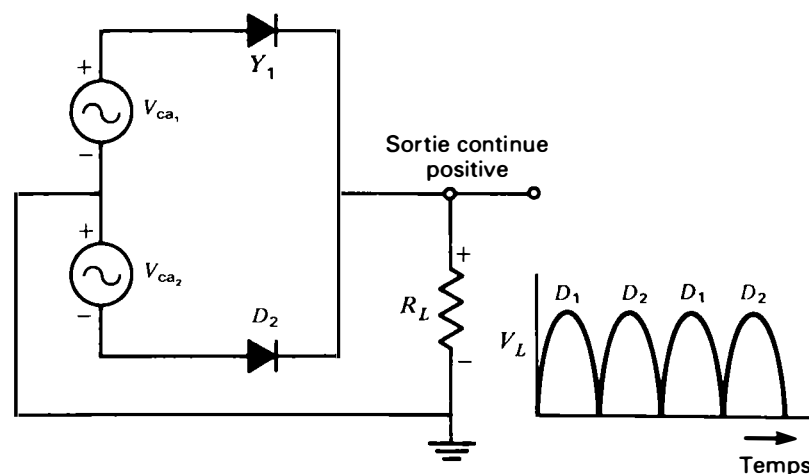 +
Y1
Vca1
−
Sortie continue
positive
+
Vca2
−
D2
+
RL
−
D1 D2 D1 D2
VL
Temps